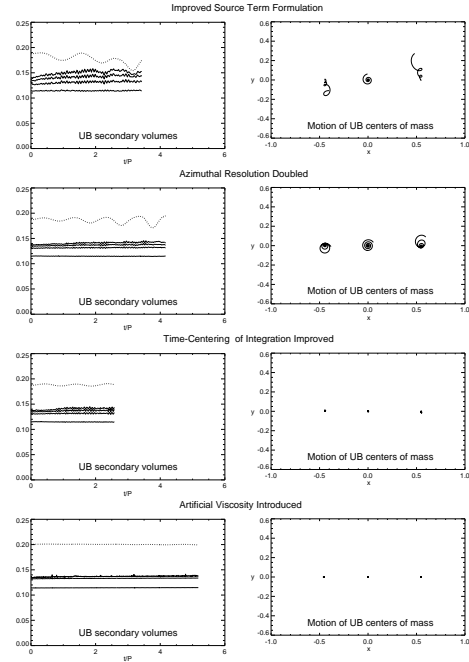 Improved Source Term Formulation
0.25
0.20
0.15
0.10
0.05
0.00
UB secondary volumes
0 2 4 6
t/P
0.6
0.4
0.2
y 0.0
-0.2
-0.4
-0.6
Motion of UB centers of mass
-1.0 -0.5 0.0 0.5 1.0
x
Azimuthal Resolution Doubled
0.25
0.20
0.15
0.10
0.05
0.00
UB secondary volumes
0 2 4 6
t/P
0.6
0.4
0.2
y 0.0
-0.2
-0.4
-0.6
Motion of UB centers of mass
-1.0 -0.5 0.0 0.5 1.0
x
Time-Centering of Integration Improved
0.25
0.20
0.15
0.10
0.05
0.00
UB secondary volumes
0 2 4 6
t/P
0.6
0.4
0.2
y 0.0
-0.2
-0.4
-0.6
Motion of UB centers of mass
-1.0 -0.5 0.0 0.5 1.0
x
Artificial Viscosity Introduced
0.25
0.20
0.15
0.10
0.05
0.00
UB secondary volumes
0 2 4 6
t/P
0.6
0.4
0.2
y 0.0
-0.2
-0.4
-0.6
Motion of UB centers of mass
-1.0 -0.5 0.0 0.5 1.0
x